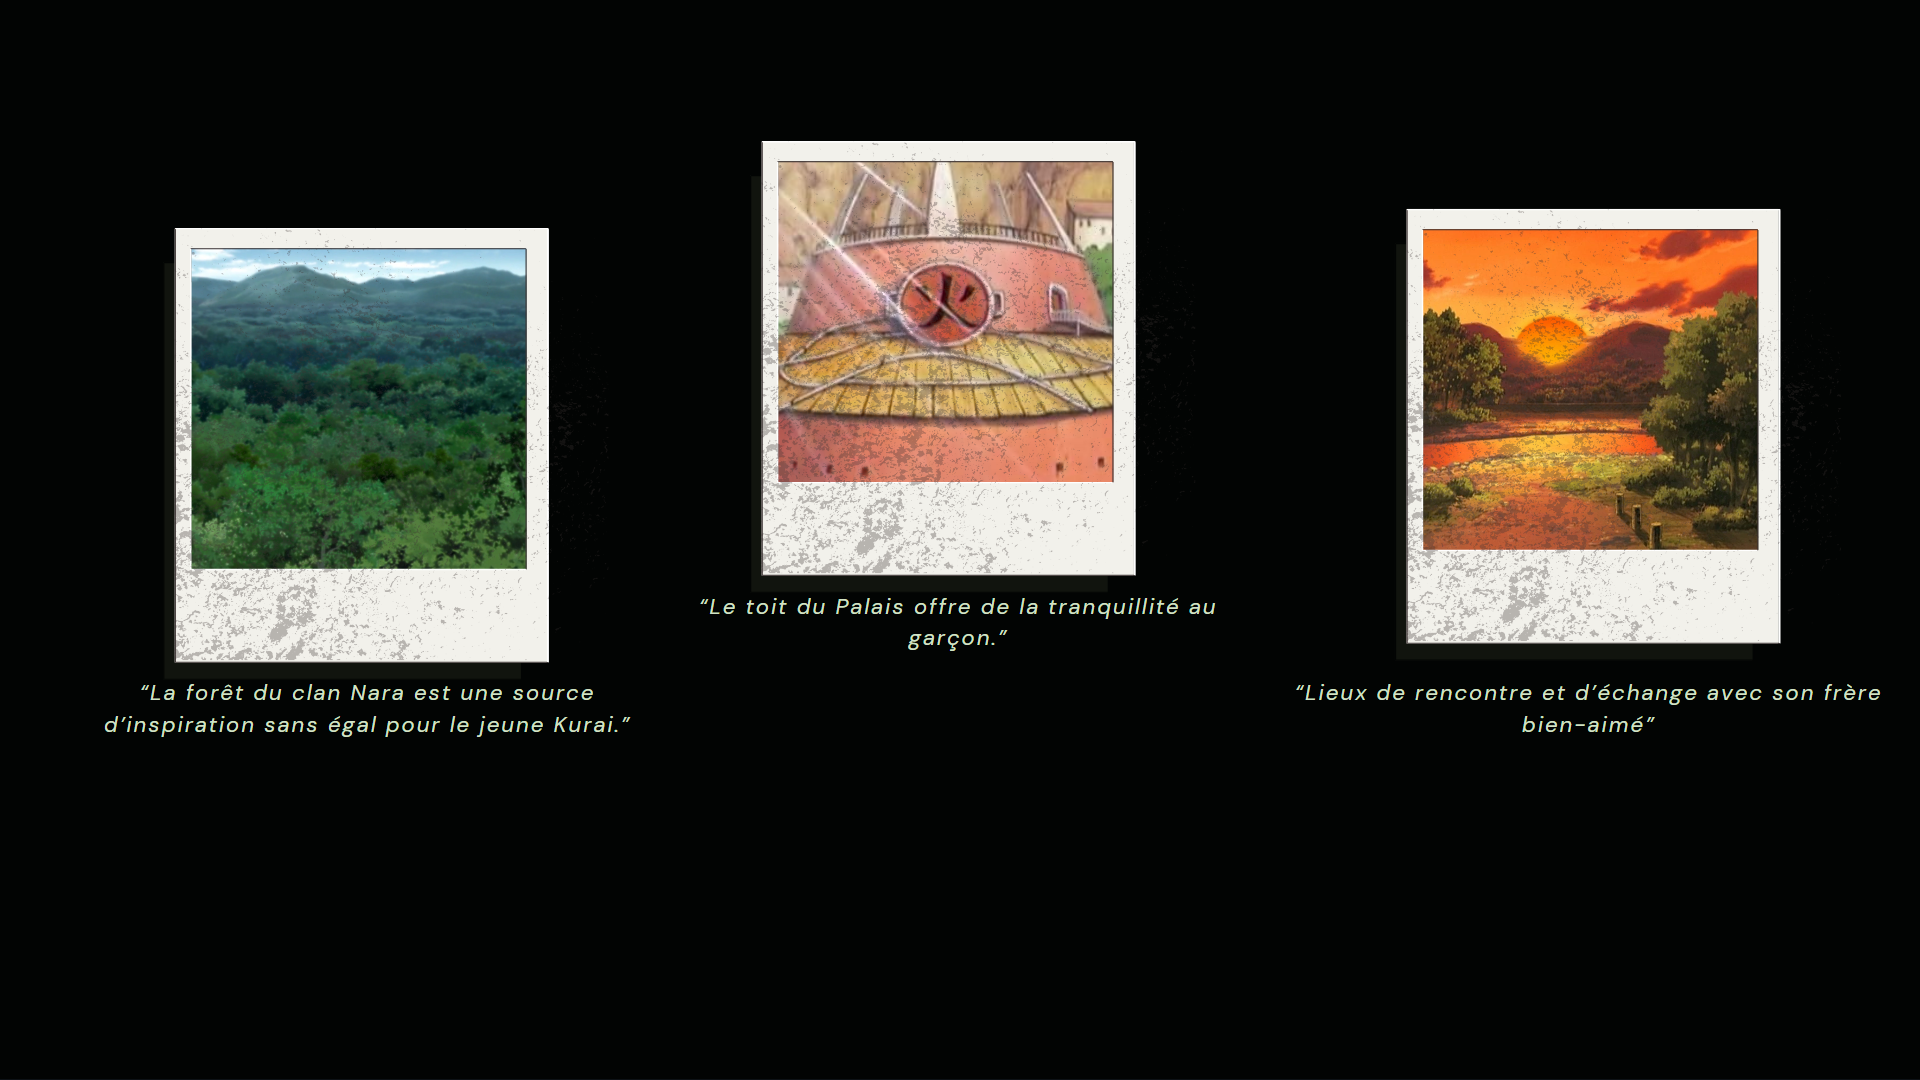 火
“La forêt du clan Nara est une source
d’inspiration sans égal pour le jeune Kurai.”
“Le toit du Palais offre de la tranquillité au
garçon.”
“Lieux de rencontre et d’échange avec son frère
bien-aimé”